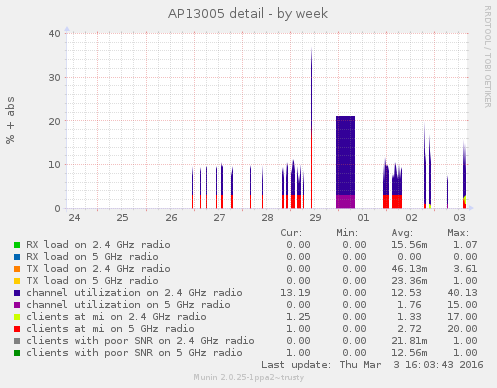 AP13005 detail - by week
RRDTOOL / TOBI OETIKER
% + abs
40
30
20
10
0
24 25 26 27 28 29 01 02 03
Cur: Min: Avg: Max:
RX load on 2.4 GHz radio 0.00 0.00 15.56m 1.07
RX load on 5 GHz radio 0.00 0.00 0.00 0.00
TX load on 2.4 GHz radio 0.00 0.00 46.13m 3.61
TX load on 5 GHz radio 0.00 0.00 23.36m 1.00
channel utilization on 2.4 GHz radio 13.19 0.00 12.53 40.13
channel utilization on 5 GHz radio 0.00 0.00 1.76 15.00
clients at mi on 2.4 GHz radio 1.25 0.00 1.33 17.00
clients at mi on 5 GHz radio 1.00 0.00 2.72 20.00
clients with poor SNR on 2.4 GHz radio 0.00 0.00 21.81m 1.00
clients with poor SNR on 5 GHz radio 1.00 0.00 12.56m 1.00
Last update: Thu Mar 3 16:03:43 2016
Munin 2.0.25-1ppa2~trusty